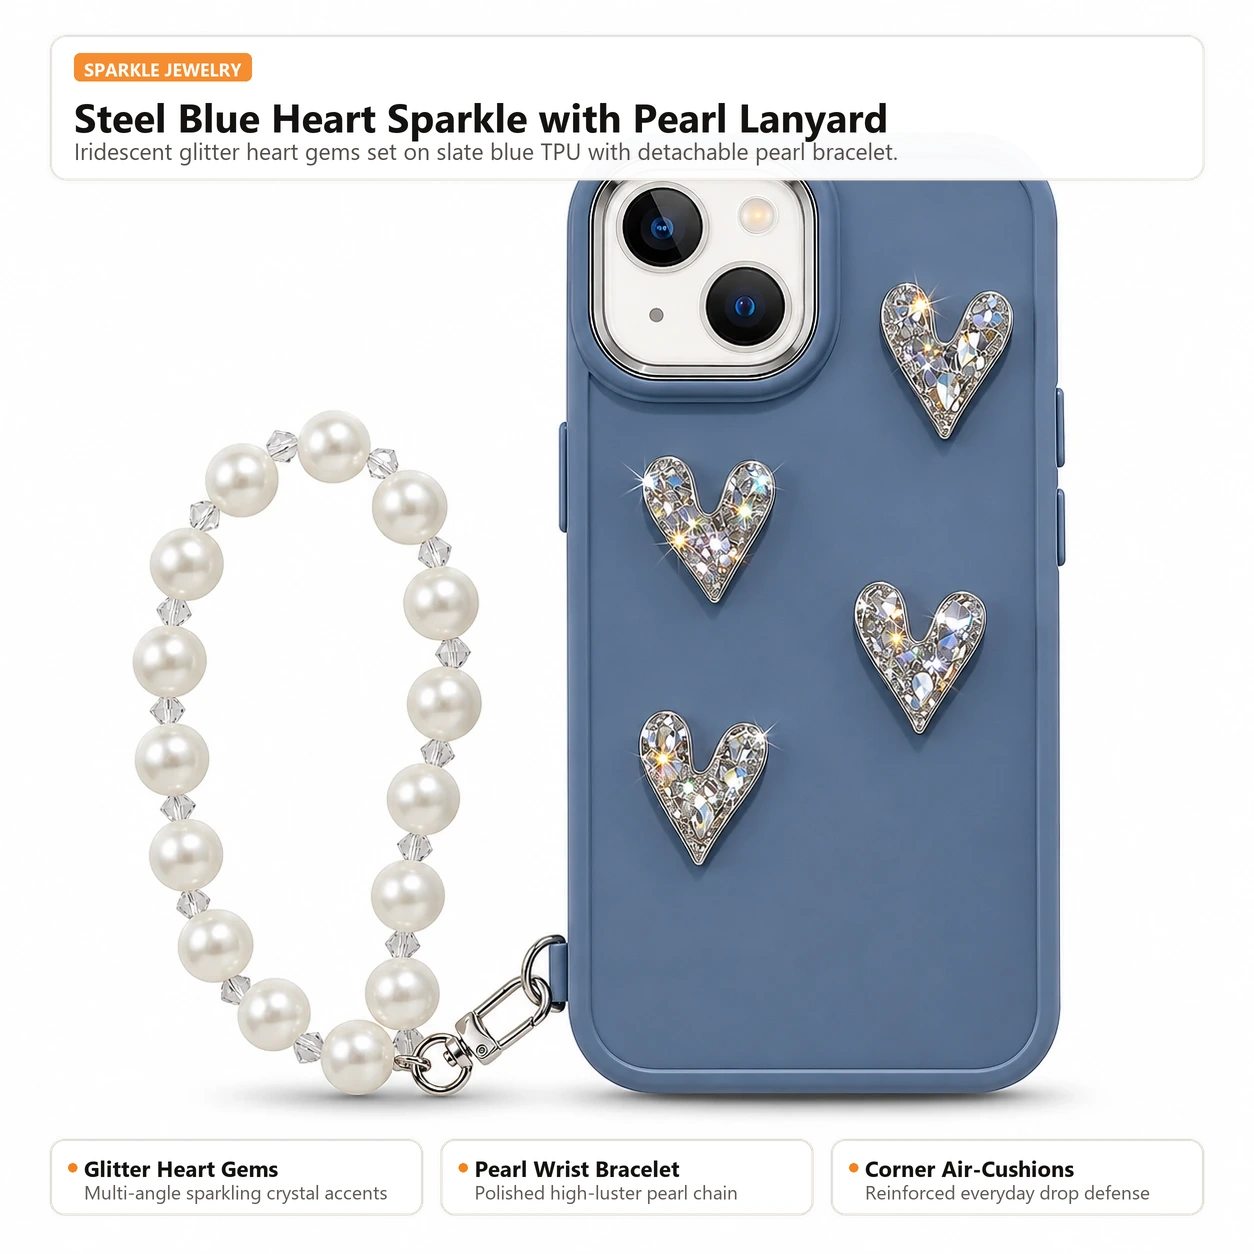 SPARKLE JEWELRY
Steel Blue Heart Sparkle with Pearl Lanyard
Iridescent glitter heart gems set on slate blue TPU with detachable pearl bracelet.
Glitter Heart Gems
Multi-angle sparkling crystal accents
Pearl Wrist Bracelet
Polished high-luster pearl chain
Corner Air-Cushions
Reinforced everyday drop defense